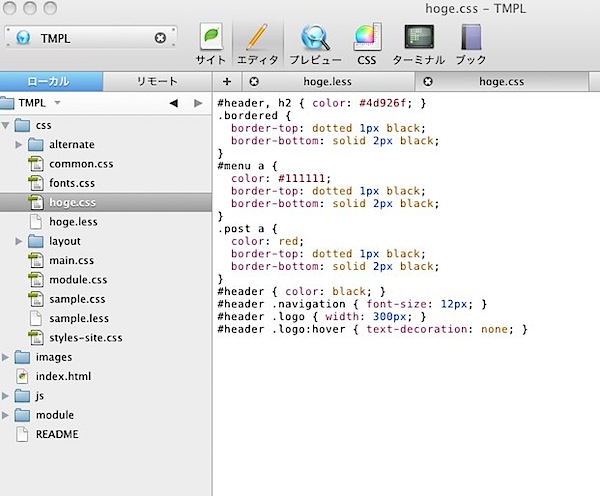 hoge.css – TMPL
TMPL
サイト
エディタ
プレビュー
CSS
ターミナル
ブック
ローカル
リモート
+
hoge.less
hoge.css
TMPL
css
alternate
common.css
fonts.css
hoge.css
hoge.less
layout
main.css
module.css
sample.css
sample.less
styles-site.css
images
index.html
js
module
README
#header, h2 { color: #4d926f; }
.bordered {
  border-top: dotted 1px black;
  border-bottom: solid 2px black;
}
#menu a {
  color: #111111;
  border-top: dotted 1px black;
  border-bottom: solid 2px black;
}
.post a {
  color: red;
  border-top: dotted 1px black;
  border-bottom: solid 2px black;
}
#header { color: black; }
#header .navigation { font-size: 12px; }
#header .logo { width: 300px; }
#header .logo:hover { text-decoration: none; }